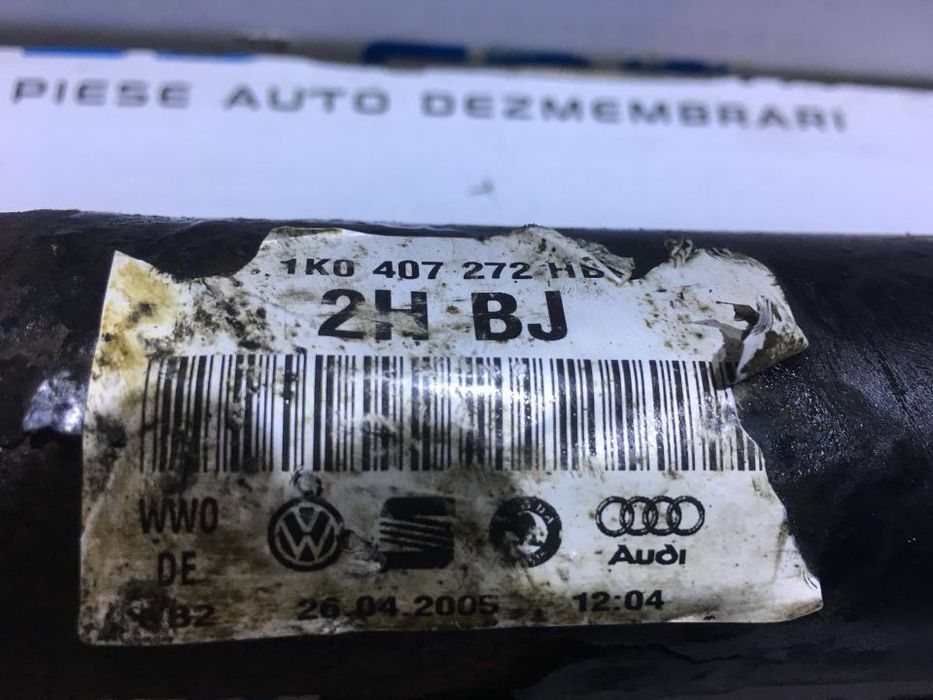 PIESE AUTO DEZMEMBRARI
1K0 407 272 HB
2H BJ
WW0
DE
Audi
26.04.2005 12:04